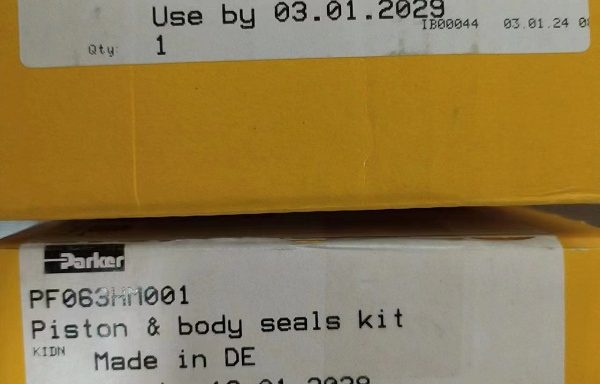 Use by 03.01.2029
IB00044 03.01.24
Qty: 1
Parker
PF063HM001
Piston & body seals kit
KIDN Made in DE